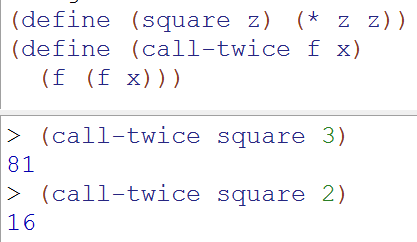 (define (square z) (* z z))
(define (call-twice f x)
  (f (f x)))
> (call-twice square 3)
81
> (call-twice square 2)
16